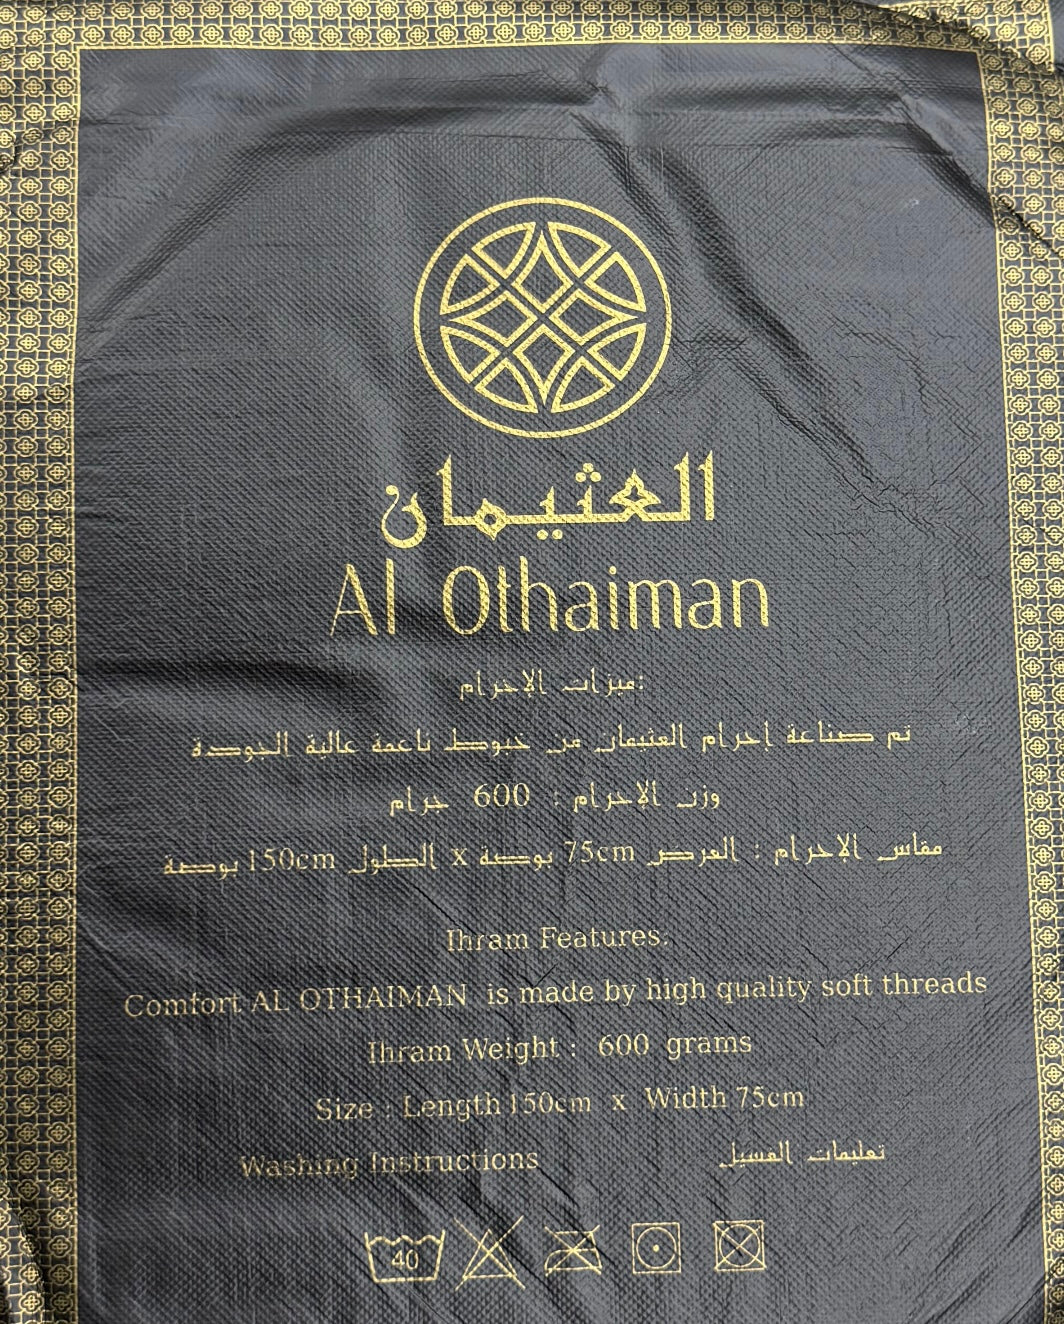 العثيمان
Al Othaiman
ميزات الإحرام:
تم صناعة إحرام العثيمان من خيوط ناعمة عالية الجودة
وزن الإحرام : 600 جرام
مقاس الإحرام : العرض 75cm بوصة x الطول 150cm بوصة
Ihram Features:
Comfort AL OTHAIMAN is made by high quality soft threads
Ihram Weight : 600 grams
Size : Length 150cm x Width 75cm
Washing Instructions تعليمات الغسيل
40